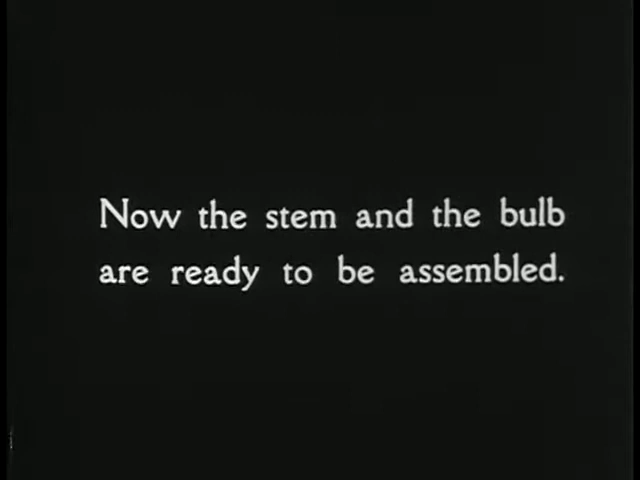 Now the stem and the bulb
are ready to be assembled.